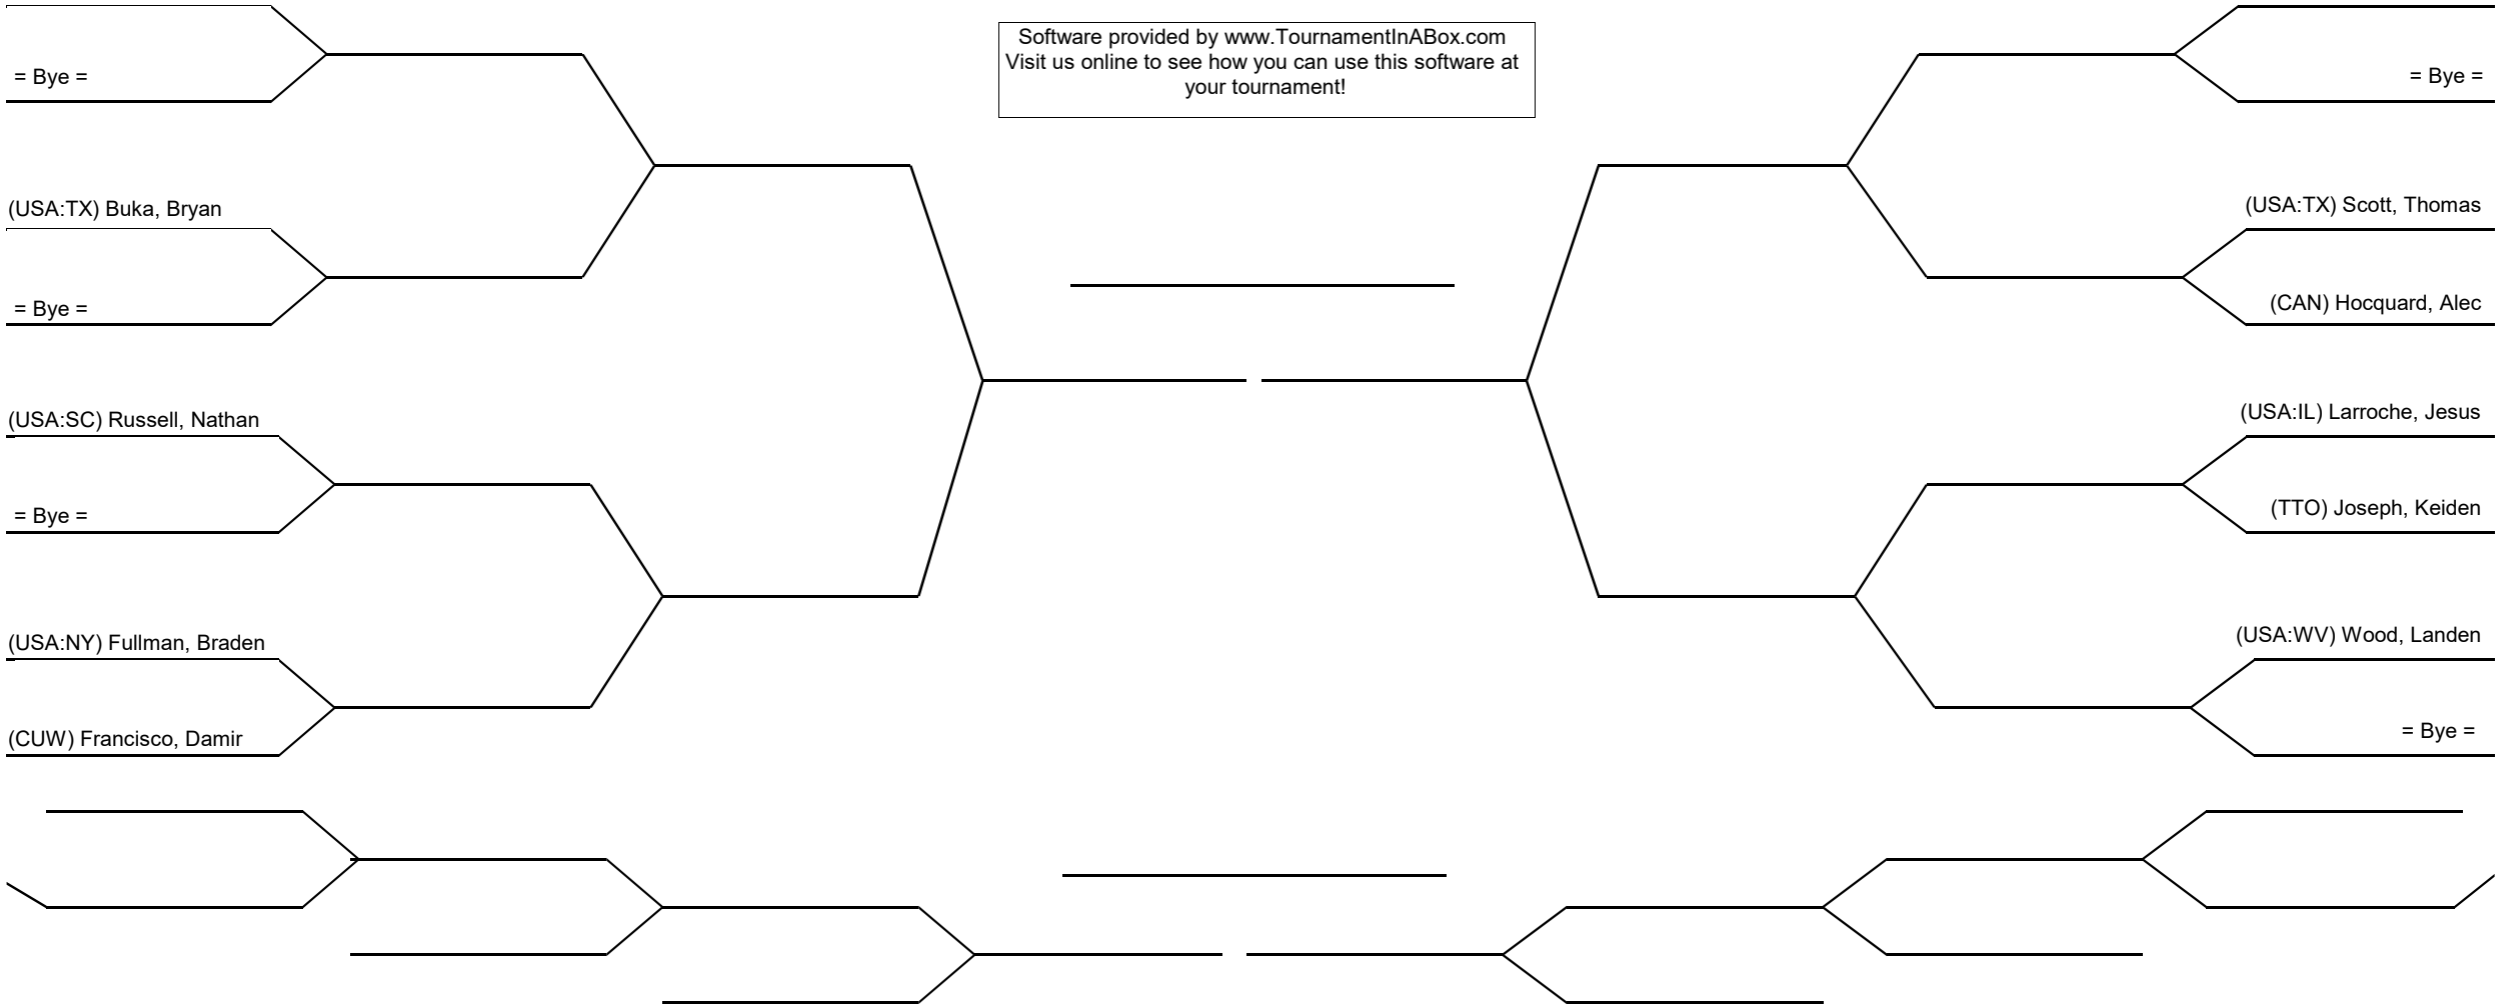 Software provided by www.TournamentInABox.com
Visit us online to see how you can use this software at
your tournament!
= Bye =
(USA:TX) Buka, Bryan
= Bye =
(USA:SC) Russell, Nathan
= Bye =
(USA:NY) Fullman, Braden
(CUW) Francisco, Damir
= Bye =
(USA:TX) Scott, Thomas
(CAN) Hocquard, Alec
(USA:IL) Larroche, Jesus
(TTO) Joseph, Keiden
(USA:WV) Wood, Landen
= Bye =